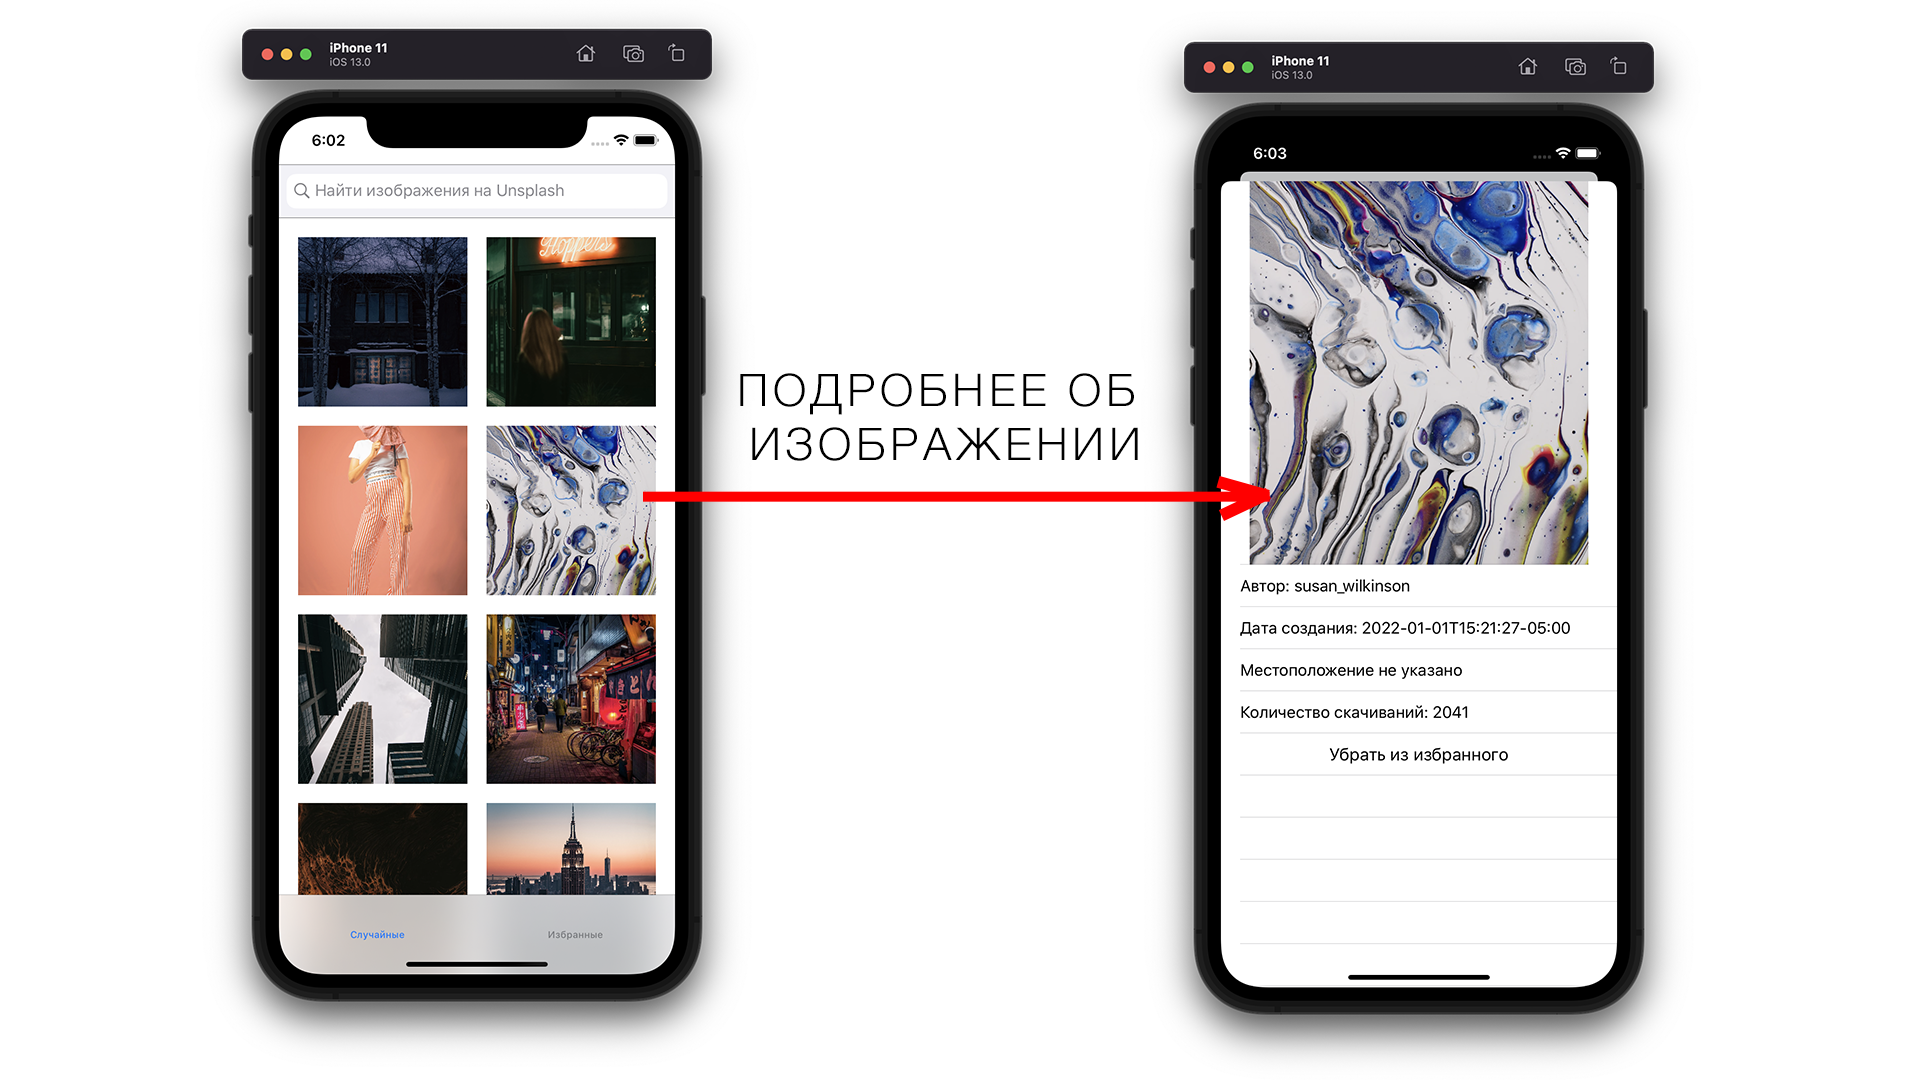 iPhone 11
iOS 13.0
6:02
Найти изображения на Unsplash
Случайные
Избранные
ПОДРОБНЕЕ ОБ
ИЗОБРАЖЕНИИ
iPhone 11
iOS 13.0
6:03
Автор: susan_wilkinson
Дата создания: 2022-01-01T15:21:27-05:00
Местоположение не указано
Количество скачиваний: 2041
Убрать из избранного